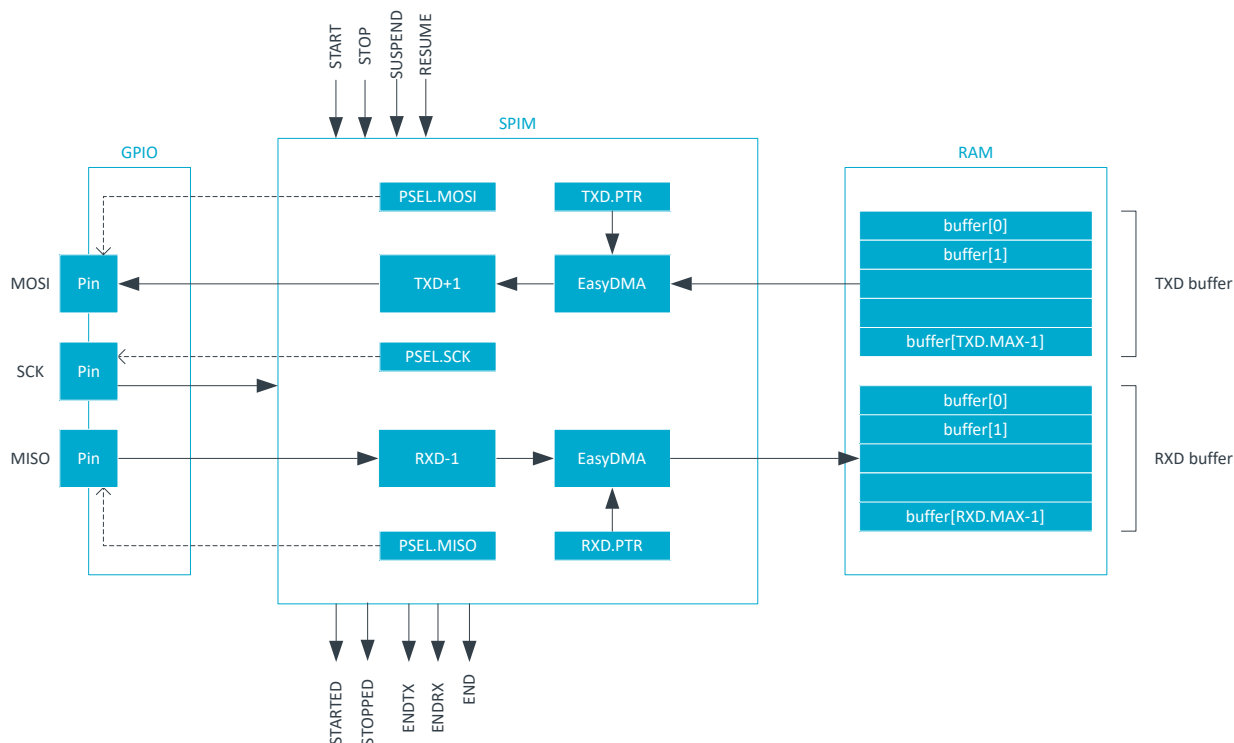 START
STOP
SUSPEND
RESUME
SPIM
GPIO
RAM
PSEL.MOSI
TXD.PTR
buffer[0]
buffer[1]
MOSI
Pin
TXD+1
EasyDMA
TXD buffer
buffer[TXD.MAX-1]
PSEL.SCK
SCK
Pin
buffer[0]
buffer[1]
MISO
Pin
RXD-1
EasyDMA
RXD buffer
buffer[RXD.MAX-1]
PSEL.MISO
RXD.PTR
STARTED
STOPPED
ENDTX
ENDRX
END